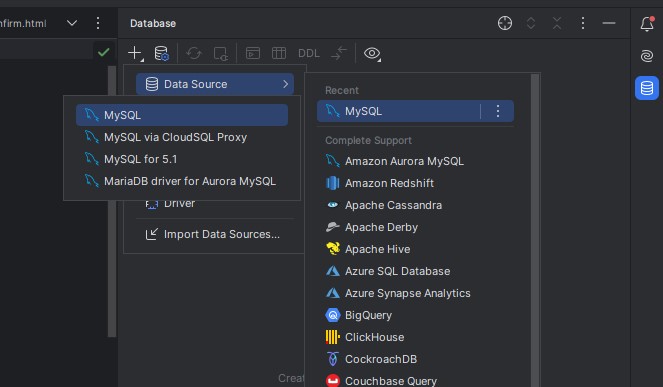 nfirm.html
Database
DDL
Data Source
MySQL
MySQL via CloudSQL Proxy
MySQL for 5.1
MariaDB driver for Aurora MySQL
Driver
Import Data Sources...
Recent
MySQL
Complete Support
Amazon Aurora MySQL
Amazon Redshift
Apache Cassandra
Apache Derby
Apache Hive
Azure SQL Database
Azure Synapse Analytics
BigQuery
ClickHouse
CockroachDB
Couchbase Query
Creat